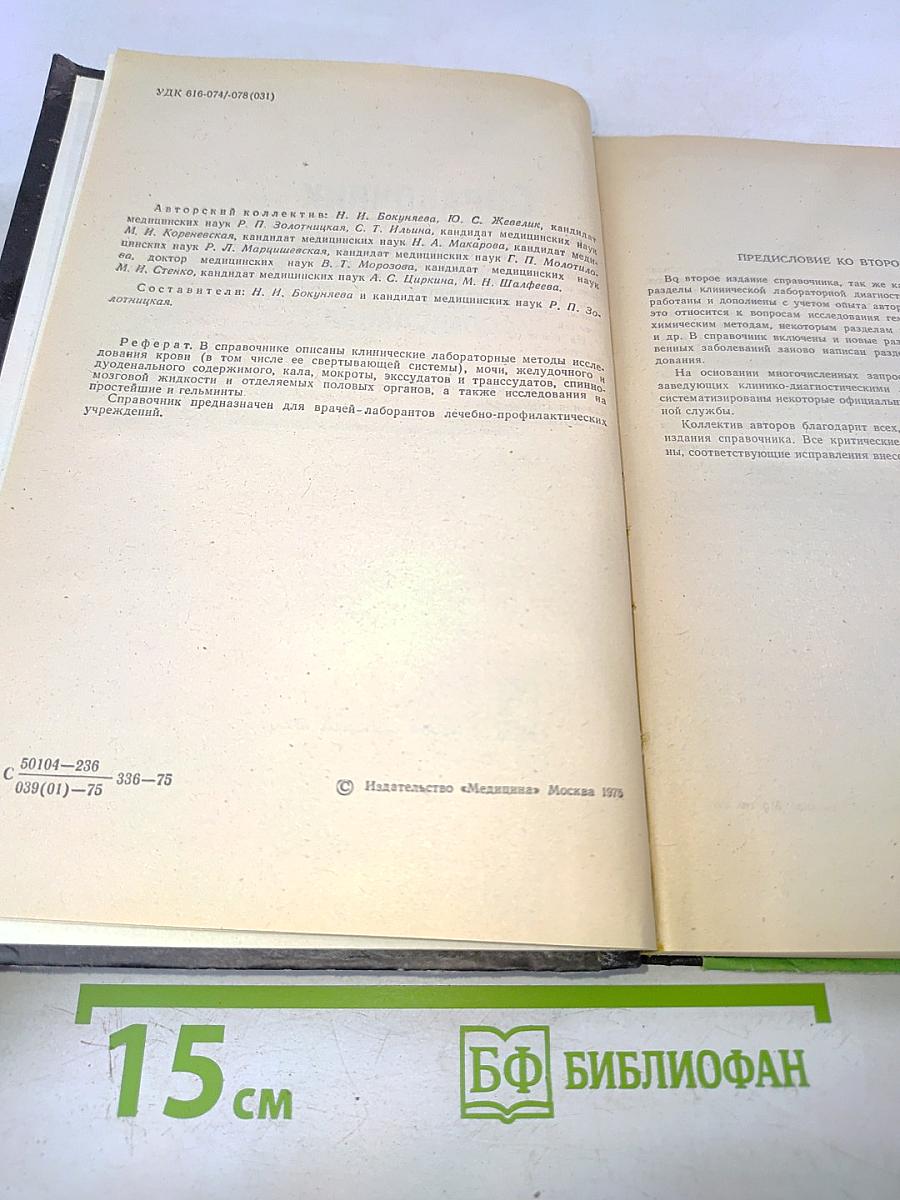 УДК 616-074/-078(031)
Авторский коллектив: Н. И. Бокуняева, Ю. С. Жевелик, кандидат
медицинских наук Р. П. Золотницкая, С. Т. Ильина, кандидат медицинских наук
М. И. Кореневская, кандидат медицинских наук Н. А. Макарова, кандидат меди-
цинских наук Р. Л. Марцишевская, кандидат медицинских наук Г. П. Молотило-
ва, доктор медицинских наук В. Т. Морозова, кандидат медицинских наук
М. И. Стенко, кандидат медицинских наук А. С. Циркина, М. Н. Шалфеева,
Составители: Н. И. Бокуняева и кандидат медицинских наук Р. П. Зо-
лотницкая.
Реферат. В справочнике описаны клинические лабораторные методы иссле-
дования крови (в том числе ее свертывающей системы), мочи, желудочного и
дуоденального содержимого, кала, мокроты, экссудатов и транссудатов, спинно-
мозговой жидкости и отделяемых половых органов, а также исследования на
простейшие и гельминты.
Справочник предназначен для врачей-лаборантов лечебно-профилактических
учреждений.
С 50104—236
039(01)—75 336—75
© Издательство «Медицина» Москва 1975
ПРЕДИСЛОВИЕ КО ВТОРО
Во второе издание справочника, так же ка
разделы клинической лабораторной диагност
работаны и дополнены с учетом опыта автор
это относится к вопросам исследования гем
химическим методам, некоторым разделам
и др. В справочник включены и новые раз
венных заболеваний заново написан разд
дования.
На основании многочисленных запрос
заведующих клинико-диагностическими
систематизированы некоторые официальн
ной службы.
Коллектив авторов благодарит всех,
издания справочника. Все критические
ны, соответствующие исправления внесе
15 см
БФ БИБЛИОФАН